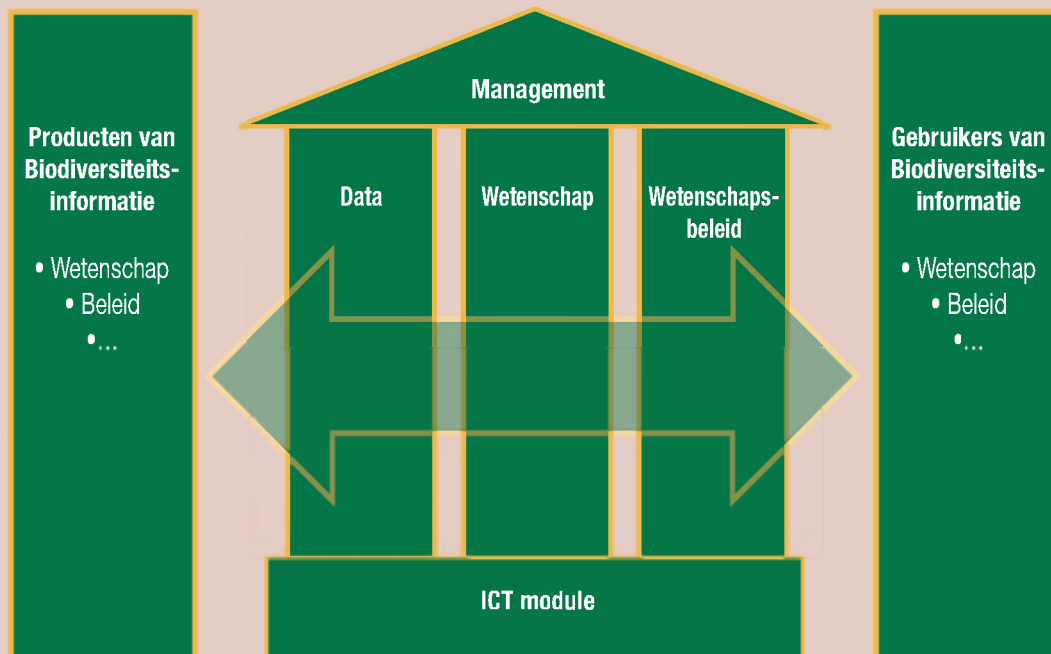 Producten van
Biodiversiteits-
informatie
• Wetenschap
• Beleid
•...
Management
Data
Wetenschap
Wetenschaps-
beleid
ICT module
Gebruikers van
Biodiversiteits-
informatie
• Wetenschap
• Beleid
•...